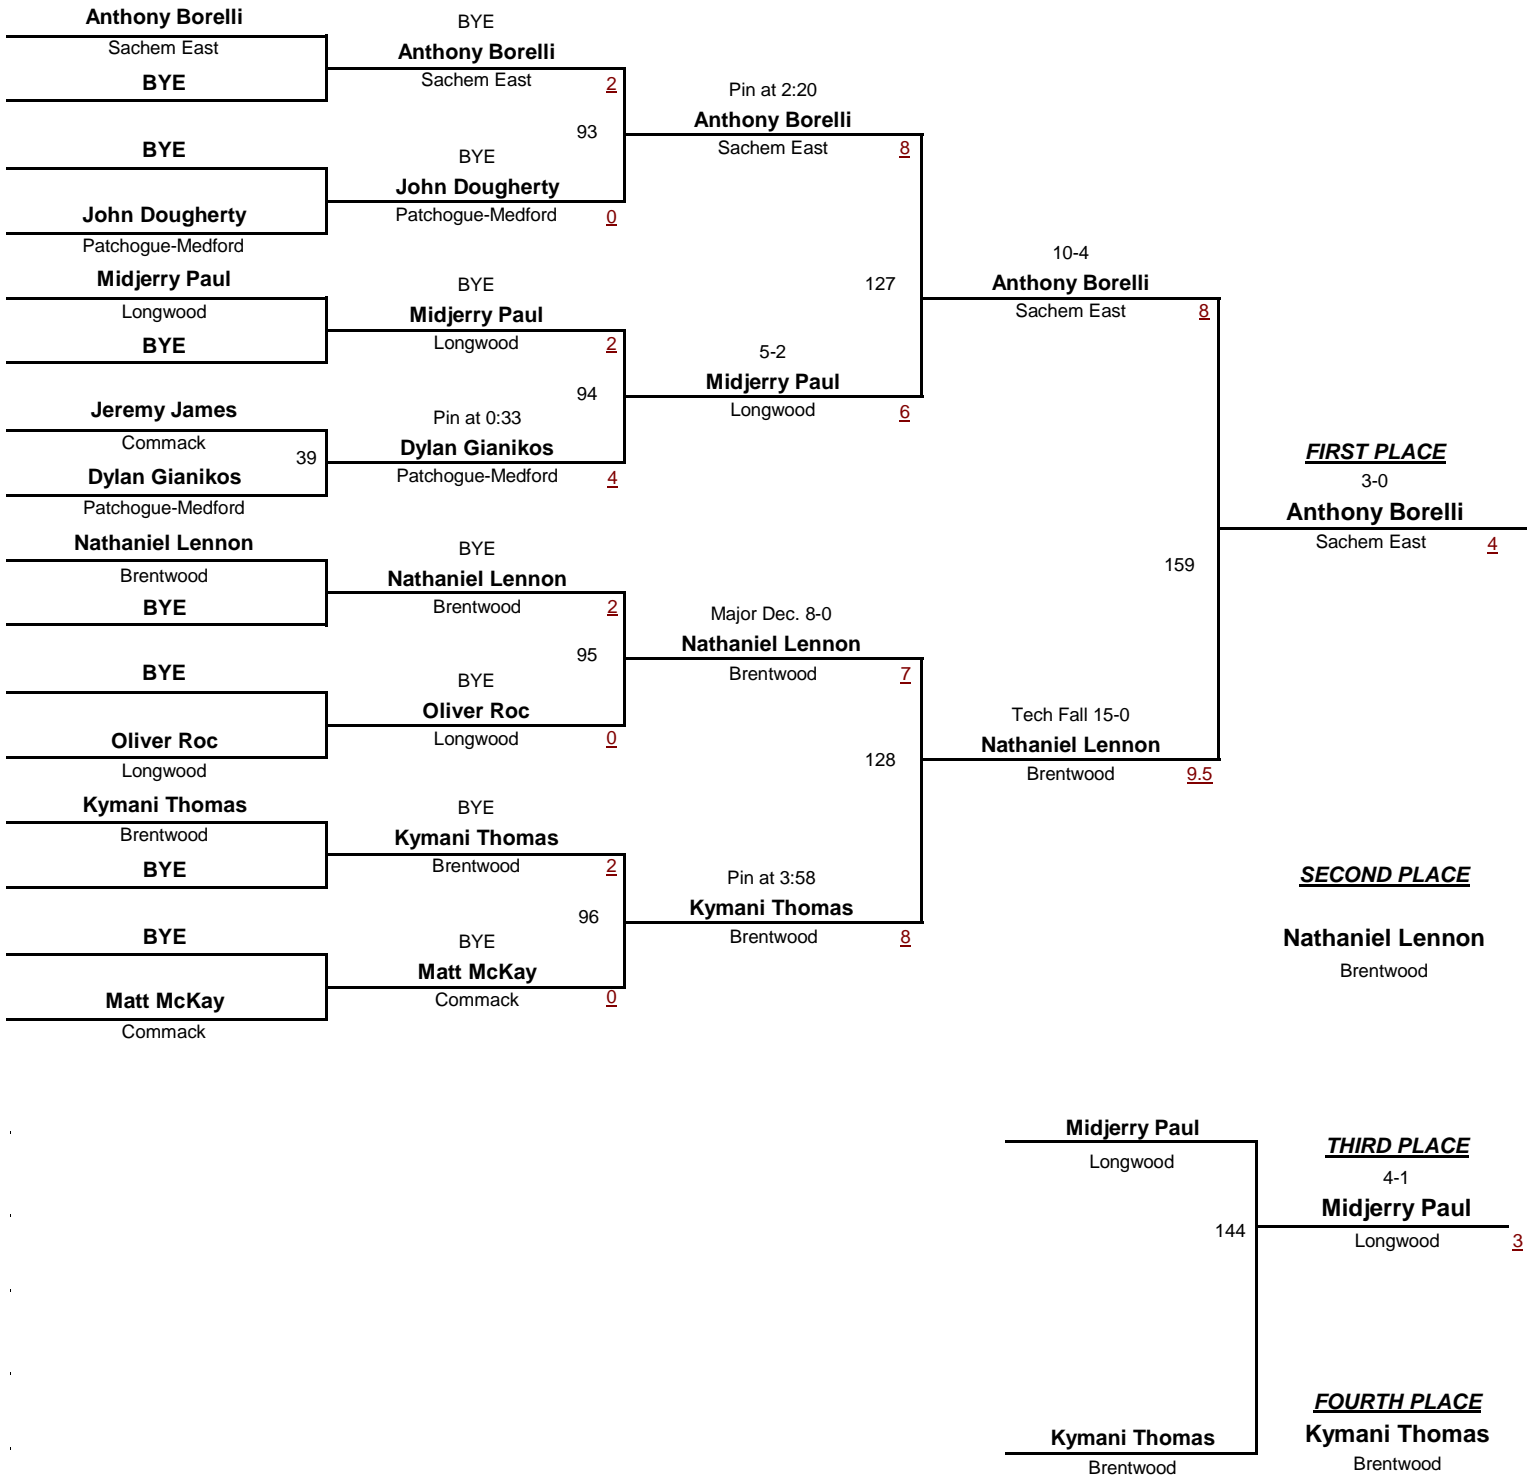 Anthony Borelli
Sachem East
BYE
BYE
John Dougherty
Patchogue-Medford
Midjerry Paul
Longwood
BYE
Jeremy James
Commack
39
Dylan Gianikos
Patchogue-Medford
Nathaniel Lennon
Brentwood
BYE
BYE
Oliver Roc
Longwood
Kymani Thomas
Brentwood
BYE
BYE
Matt McKay
Commack
BYE
Anthony Borelli
Sachem East
2
93
BYE
John Dougherty
Patchogue-Medford
0
BYE
Midjerry Paul
Longwood
2
94
Pin at 0:33
Dylan Gianikos
Patchogue-Medford
4
BYE
Nathaniel Lennon
Brentwood
2
95
BYE
Oliver Roc
Longwood
0
BYE
Kymani Thomas
Brentwood
2
96
BYE
Matt McKay
Commack
0
Pin at 2:20
Anthony Borelli
Sachem East
8
127
5-2
Midjerry Paul
Longwood
6
Major Dec. 8-0
Nathaniel Lennon
Brentwood
7
128
Pin at 3:58
Kymani Thomas
Brentwood
8
10-4
Anthony Borelli
Sachem East
8
159
Tech Fall 15-0
Nathaniel Lennon
Brentwood
9.5
FIRST PLACE
3-0
Anthony Borelli
Sachem East
4
SECOND PLACE
Nathaniel Lennon
Brentwood
Midjerry Paul
Longwood
144
Kymani Thomas
Brentwood
THIRD PLACE
4-1
Midjerry Paul
Longwood
3
FOURTH PLACE
Kymani Thomas
Brentwood